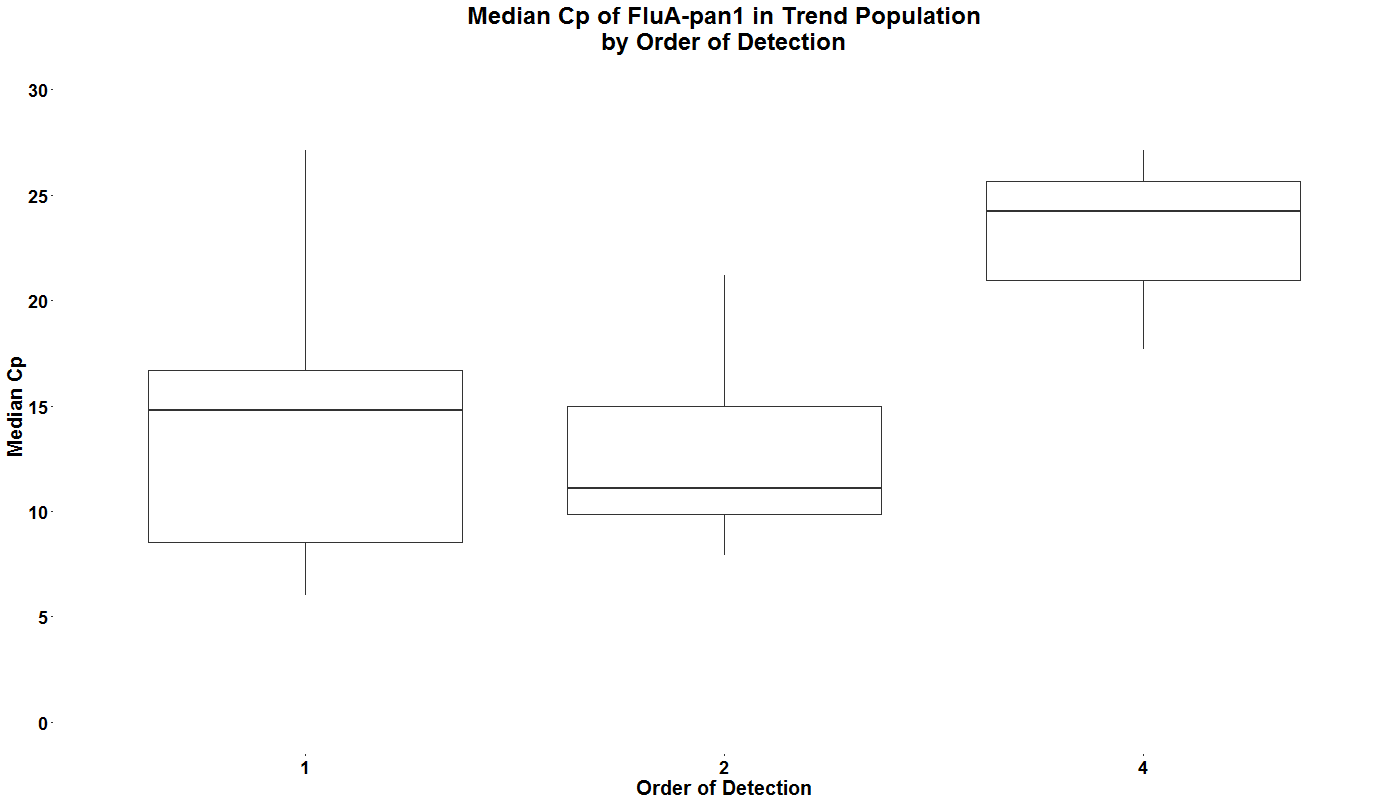 Median Cp of FluA-pan1 in Trend Population
by Order of Detection
30
25
20
15
10
5
0
Median Cp
1 2 4
Order of Detection